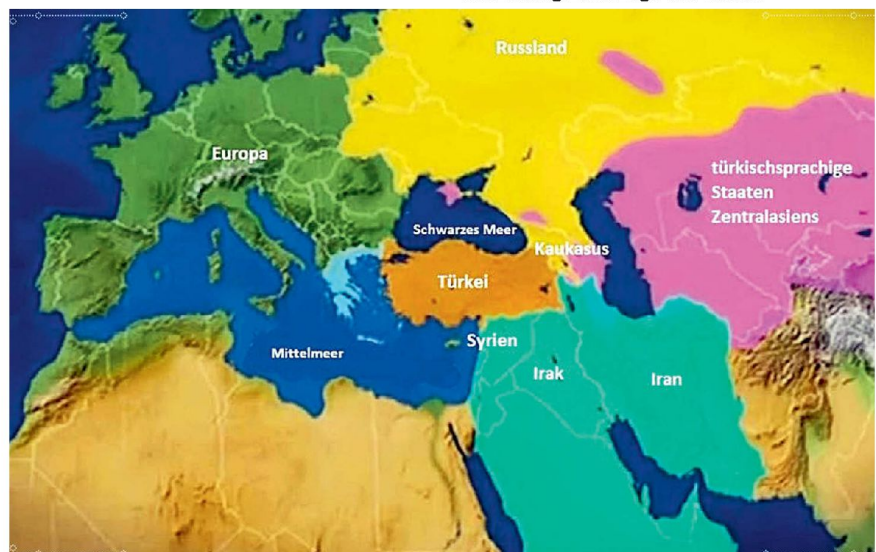 Russland
Europa
türkischsprachige
Staaten
Zentralasiens
Schwarzes Meer
Kaukasus
Türkei
Syrien
Mittelmeer
Irak
Iran